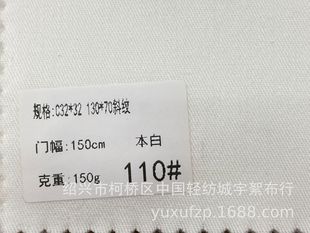 规格:C32*32 130*70斜纹
门幅:150cm 本白
克重:150g 110#
绍兴市柯桥区中国轻纺城宇絮布行
yuxufzp.1688.com